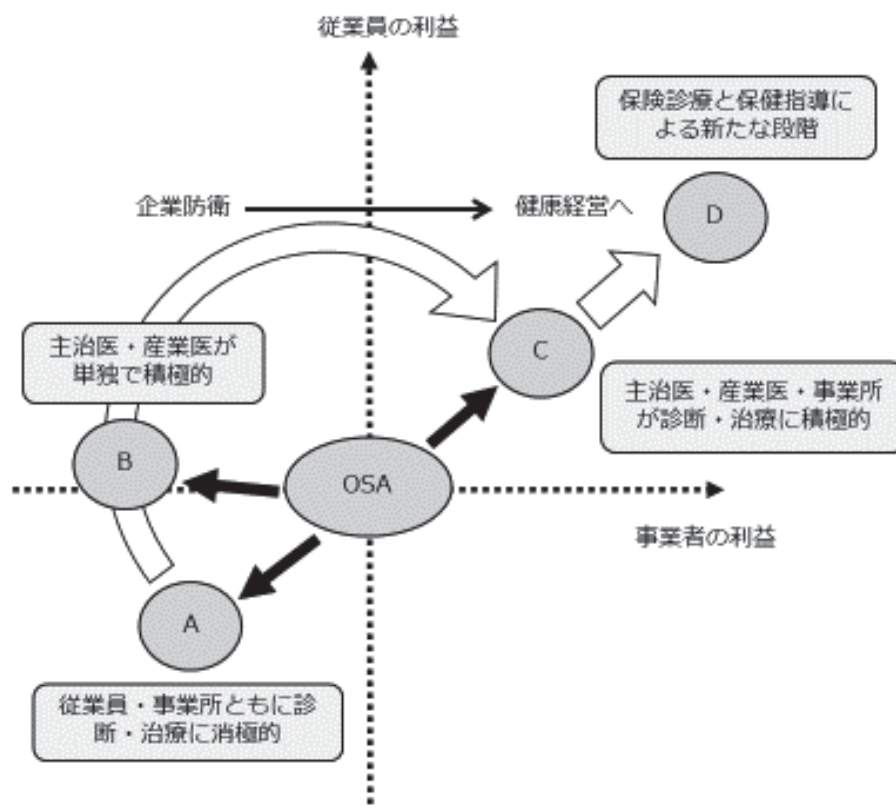 従業員の利益
保険診療と保健指導に
よる新たな段階
企業防衛
健康経営へ
D
主治医・産業医が
単独で積極的
C
主治医・産業医・事業所
が診断・治療に積極的
B
OSA
事業者の利益
A
従業員・事業所ともに診
断・治療に消極的